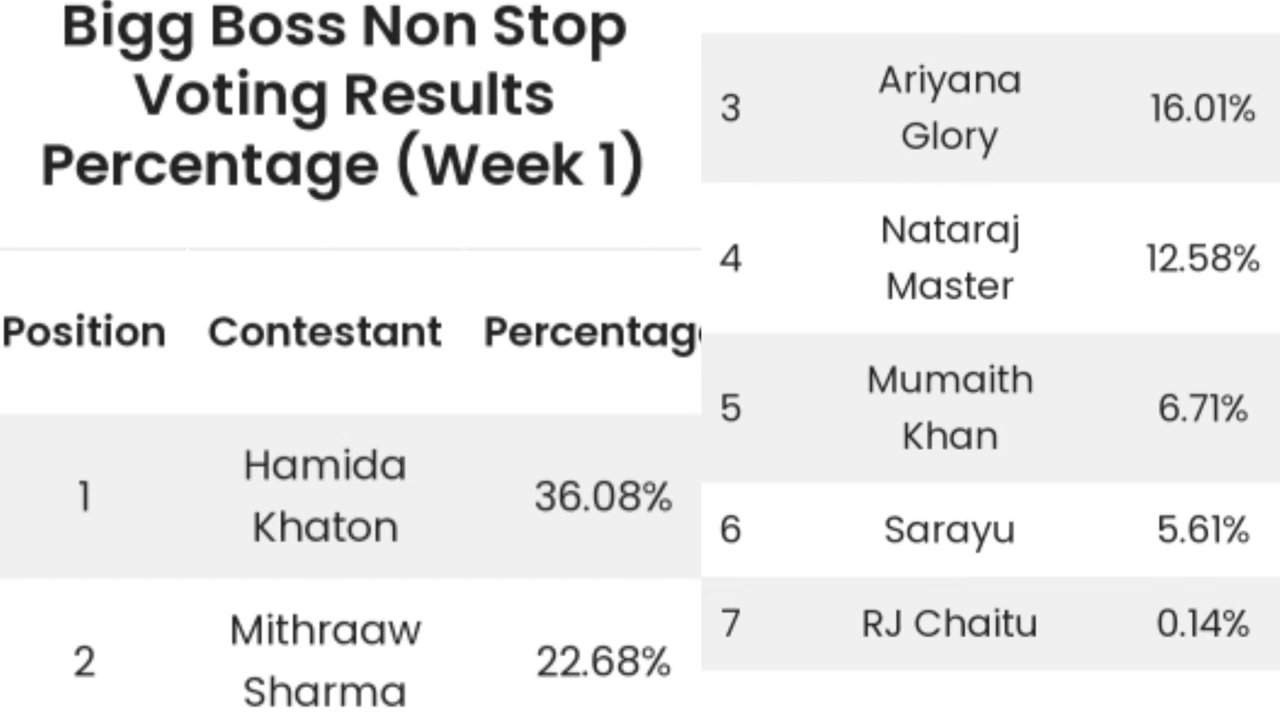 Bigg Boss Non Stop
Voting Results
Percentage (Week 1)
Position Contestant Percentag
1 Hamida Khaton 36.08%
2 Mithraaw Sharma 22.68%
3 Ariyana Glory 16.01%
4 Nataraj Master 12.58%
5 Mumaith Khan 6.71%
6 Sarayu 5.61%
7 RJ Chaitu 0.14%